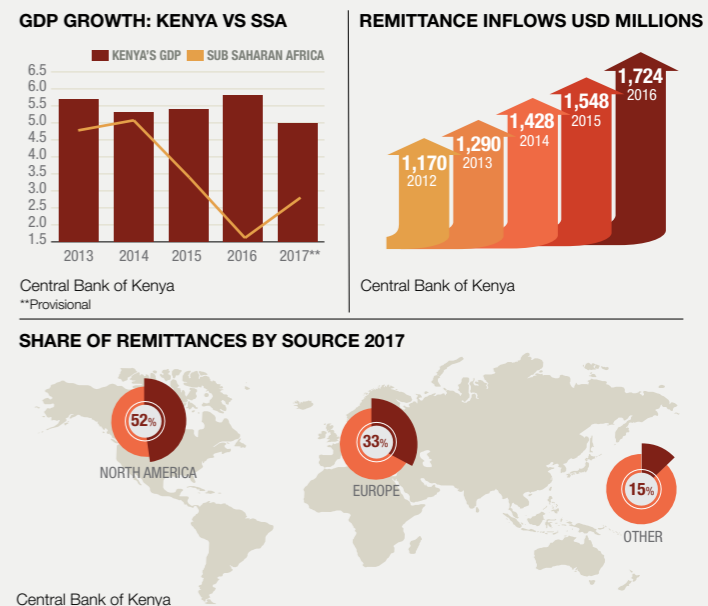 GDP GROWTH: KENYA VS SSA
KENYA'S GDP SUB SAHARAN AFRICA
6.5
6.0
5.5
5.0
4.5
4.0
3.5
3.0
2.5
2.0
1.5
2013 2014 2015 2016 2017**
Central Bank of Kenya
**Provisional
REMITTANCE INFLOWS USD MILLIONS
1,170
2012
1,290
2013
1,428
2014
1,548
2015
1,724
2016
Central Bank of Kenya
SHARE OF REMITTANCES BY SOURCE 2017
52%
NORTH AMERICA
33%
EUROPE
15%
OTHER
Central Bank of Kenya